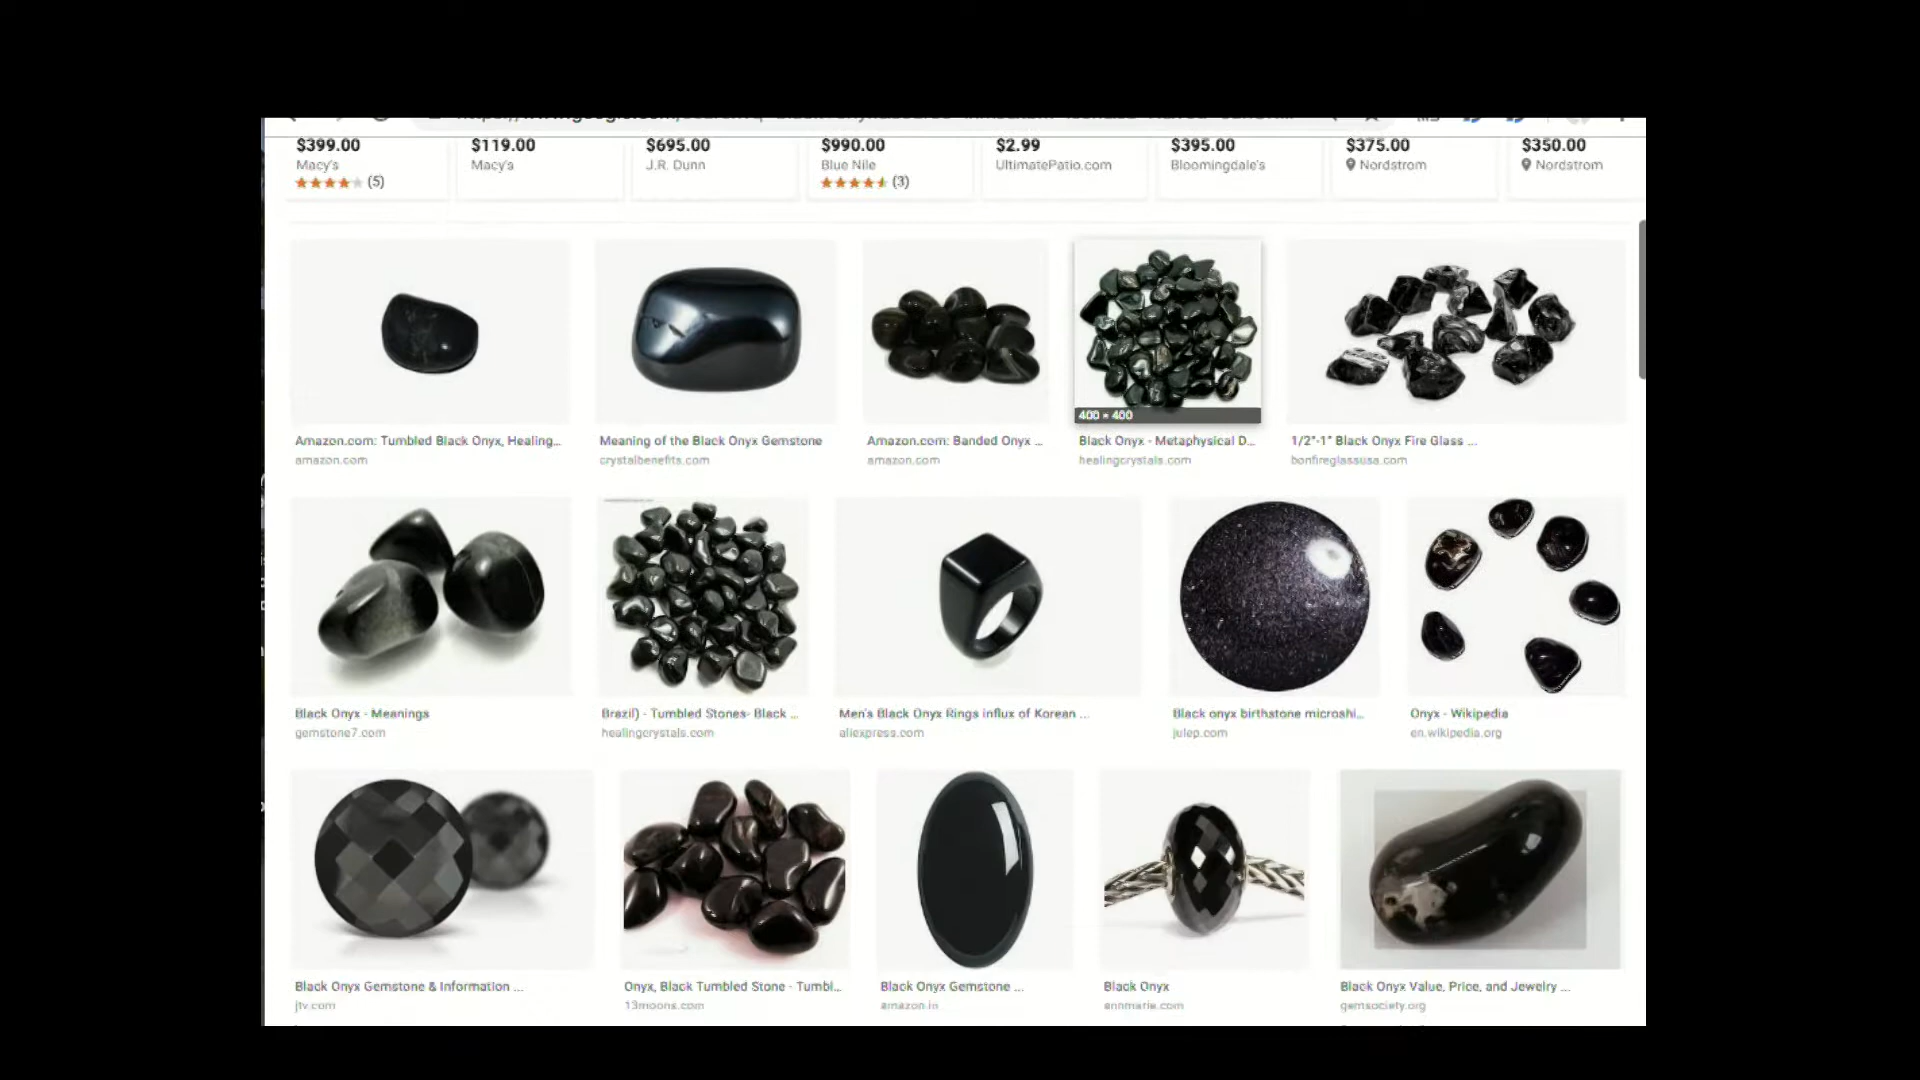 $399.00 $119.00 $695.00 $990.00 $2.99 $395.00 $375.00 $350.00
Macy's Macy's J.R. Dunn Blue Nile UltimatePatio.com Bloomingdale's Nordstrom Nordstrom
(5) (3)
400 × 400
Amazon.com: Tumbled Black Onyx, Healing... Meaning of the Black Onyx Gemstone Amazon.com: Banded Onyx ... Black Onyx - Metaphysical D... 1/2"-1" Black Onyx Fire Glass ...
amazon.com crystalbenefits.com amazon.com healingcrystals.com bonfireglassusa.com
Black Onyx - Meanings Brazil) - Tumbled Stones- Black ... Men's Black Onyx Rings influx of Korean ... Black onyx birthstone microshi... Onyx - Wikipedia
gemstone7.com healingcrystals.com aliexpress.com julep.com en.wikipedia.org
Black Onyx Gemstone & Information ... Onyx, Black Tumbled Stone - Tumbl... Black Onyx Gemstone ... Black Onyx Black Onyx Value, Price, and Jewelry ...
jtv.com 13moons.com amazon.in annmarie.com gemsociety.org